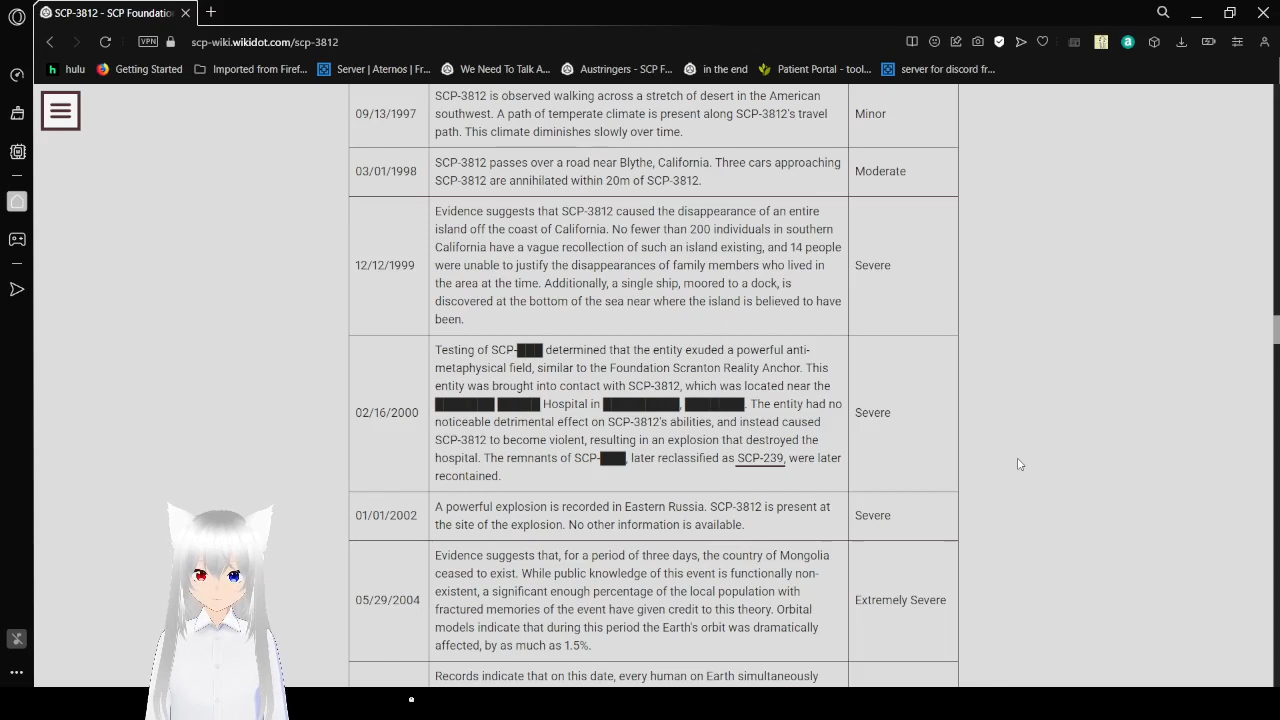 SCP-3812 - SCP Foundatio
scp-wiki.wikidot.com/scp-3812
VPN
hulu
Getting Started
Imported from Firef...
Server | Aternos | Fr...
We Need To Talk A...
Austringers - SCP F...
in the end
Patient Portal - tool...
server for discord fr...
09/13/1997
SCP-3812 is observed walking across a stretch of desert in the American
southwest. A path of temperate climate is present along SCP-3812's travel
path. This climate diminishes slowly over time.
Minor
03/01/1998
SCP-3812 passes over a road near Blythe, California. Three cars approaching
SCP-3812 are annihilated within 20m of SCP-3812.
Moderate
12/12/1999
Evidence suggests that SCP-3812 caused the disappearance of an entire
island off the coast of California. No fewer than 200 individuals in southern
California have a vague recollection of such an island existing, and 14 people
were unable to justify the disappearances of family members who lived in
the area at the time. Additionally, a single ship, moored to a dock, is
discovered at the bottom of the sea near where the island is believed to have
been.
Severe
02/16/2000
Testing of SCP-███ determined that the entity exuded a powerful anti-
metaphysical field, similar to the Foundation Scranton Reality Anchor. This
entity was brought into contact with SCP-3812, which was located near the
███████ █████ Hospital in █████████, ███████. The entity had no
noticeable detrimental effect on SCP-3812's abilities, and instead caused
SCP-3812 to become violent, resulting in an explosion that destroyed the
hospital. The remnants of SCP-███, later reclassified as SCP-239, were later
recontained.
Severe
01/01/2002
A powerful explosion is recorded in Eastern Russia. SCP-3812 is present at
the site of the explosion. No other information is available.
Severe
05/29/2004
Evidence suggests that, for a period of three days, the country of Mongolia
ceased to exist. While public knowledge of this event is functionally non-
existent, a significant enough percentage of the local population with
fractured memories of the event have given credit to this theory. Orbital
models indicate that during this period the Earth's orbit was dramatically
affected, by as much as 1.5%.
Extremely Severe
Records indicate that on this date, every human on Earth simultaneously